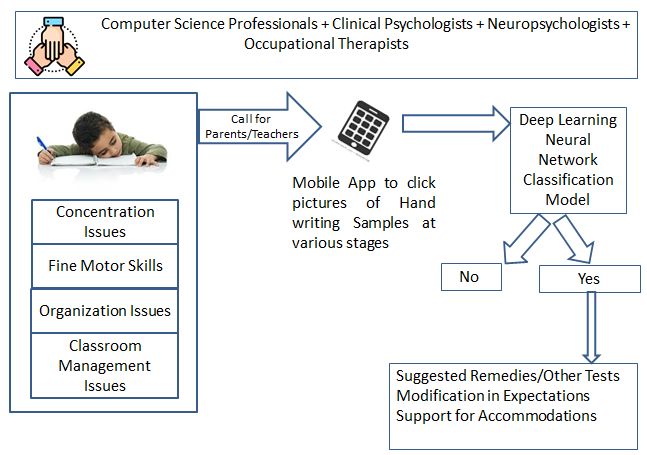 Computer Science Professionals + Clinical Psychologists + Neuropsychologists +
Occupational Therapists
Call for
Parents/Teachers
Concentration
Issues
Fine Motor Skills
Organization Issues
Classroom
Management
Issues
Mobile App to click
pictures of Hand
writing Samples at
various stages
Deep Learning
Neural
Network
Classification
Model
No
Yes
Suggested Remedies/Other Tests
Modification in Expectations
Support for Accommodations